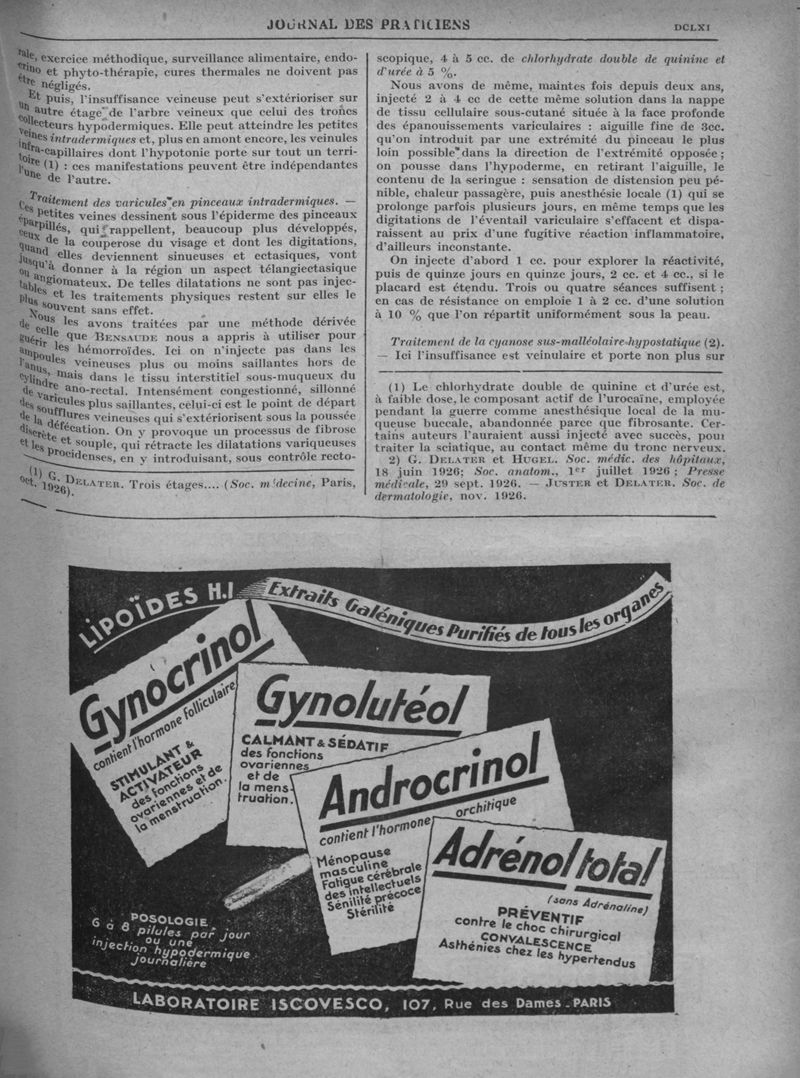 JOURNAL DES PRATICIENS
DCLXI
rale, exercice méthodique, surveillance alimentaire, endo-
crino et phyto-thérapie, cures thermales ne doivent pas
être négligés.
Et puis, l'insuffisance veineuse peut s'extérioriser sur
un autre étage de l'arbre veineux que celui des troncs
collecteurs hypodermiques. Elle peut atteindre les petites
veines intradermiques et, plus en amont encore, les veinules
infra-capillaires dont l'hypotonie porte sur tout un terri-
toire (1) : ces manifestations peuvent être indépendantes
l'une de l'autre.
Traitement des varicules en pinceaux intradermiques. —
Ces petites veines dessinent sous l'épiderme des pinceaux
éparpillés, qui rappellent, beaucoup plus développés,
ceux de la couperose du visage et dont les digitations,
quand elles deviennent sinueuses et ectasiques, vont
jusqu'à donner à la région un aspect télangiectasique
ou angiomateux. De telles dilatations ne sont pas injec-
tables et les traitements physiques restent sur elles le
plus souvent sans effet.
Nous les avons traitées par une méthode dérivée
de celle que BENSAUDE nous a appris à utiliser pour
guérir les hémorroïdes. Ici on n'injecte pas dans les
ampoules veineuses plus ou moins saillantes hors de
l'anus, mais dans le tissu interstitiel sous-muqueux du
cylindre ano-rectal. Intensément congestionné, sillonné
de varicules plus saillantes, celui-ci est le point de départ
des soufflures veineuses qui s'extériorisent sous la poussée
de la défécation. On y provoque un processus de fibrose
discrète et souple, qui rétracte les dilatations variqueuses
et les procidenses, en y introduisant, sous contrôle recto-
(1) G. DELATER. Trois étages.... (Soc. médecine, Paris,
oct. 1926).
scopique, 4 à 5 cc. de chlorhydrate double de quinine et
d'urée à 5 %.
Nous avons de même, maintes fois depuis deux ans,
injecté 2 à 4 cc de cette même solution dans la nappe
de tissu cellulaire sous-cutané située à la face profonde
des épanouissements variculaires : aiguille fine de 3cc.
qu'on introduit par une extrémité du pinceau le plus
loin possible dans la direction de l'extrémité opposée ;
on pousse dans l'hypoderme, en retirant l'aiguille, le
contenu de la seringue : sensation de distension peu pé-
nible, chaleur passagère, puis anesthésie locale (1) qui se
prolonge parfois plusieurs jours, en même temps que les
digitations de l'éventail variculaire s'effacent et dispa-
raissent au prix d'une fugitive réaction inflammatoire,
d'ailleurs inconstante.
On injecte d'abord 1 cc. pour explorer la réactivité,
puis de quinze jours en quinze jours, 2 cc. et 4 cc., si le
placard est étendu. Trois ou quatre séances suffisent ;
en cas de résistance on emploie 1 à 2 cc. d'une solution
à 10 % que l'on répartit uniformément sous la peau.
Traitement de la cyanose sus-malléolaire hypostatique (2).
— Ici l'insuffisance est veinulaire et porte non plus sur
(1) Le chlorhydrate double de quinine et d'urée est,
à faible dose, le composant actif de l'urocaïne, employée
pendant la guerre comme anesthésique local de la mu-
queuse buccale, abandonnée parce que fibrosante. Cer-
tains auteurs l'auraient aussi injecté avec succès, pour
traiter la sciatique, au contact même du tronc nerveux.
2) G. DELATER et HUGEL. Soc. médic. des hôpitaux,
18 juin 1926; Soc. anatom., 1er juillet 1926 ; Presse
médicale, 29 sept. 1926. — JUSTER et DELATER. Soc. de
dermatologie, nov. 1926.
LIPOÏDES H.I
Extraits Galéniques Purifiés de tous les organes
Gynocrinol
contient l'hormone folliculaire
STIMULANT &
ACTIVATEUR
des fonctions
ovariennes et de
la menstruation.
Gynolutéol
CALMANT & SÉDATIF
des fonctions
ovariennes
et de
la mens-
truation.
Androcrinol
contient l'hormone orchitique
Ménopause
masculine
Fatigue cérébrale
des intellectuels
Sénilité précoce
Stérilité
Adrénol total
(sans Adrénaline)
PRÉVENTIF
contre le choc chirurgical
CONVALESCENCE
Asthénies chez les hypertendus
POSOLOGIE
6 à 8 pilules par jour
ou une
injection hypodermique
journalière
LABORATOIRE ISCOVESCO, 107, Rue des Dames - PARIS